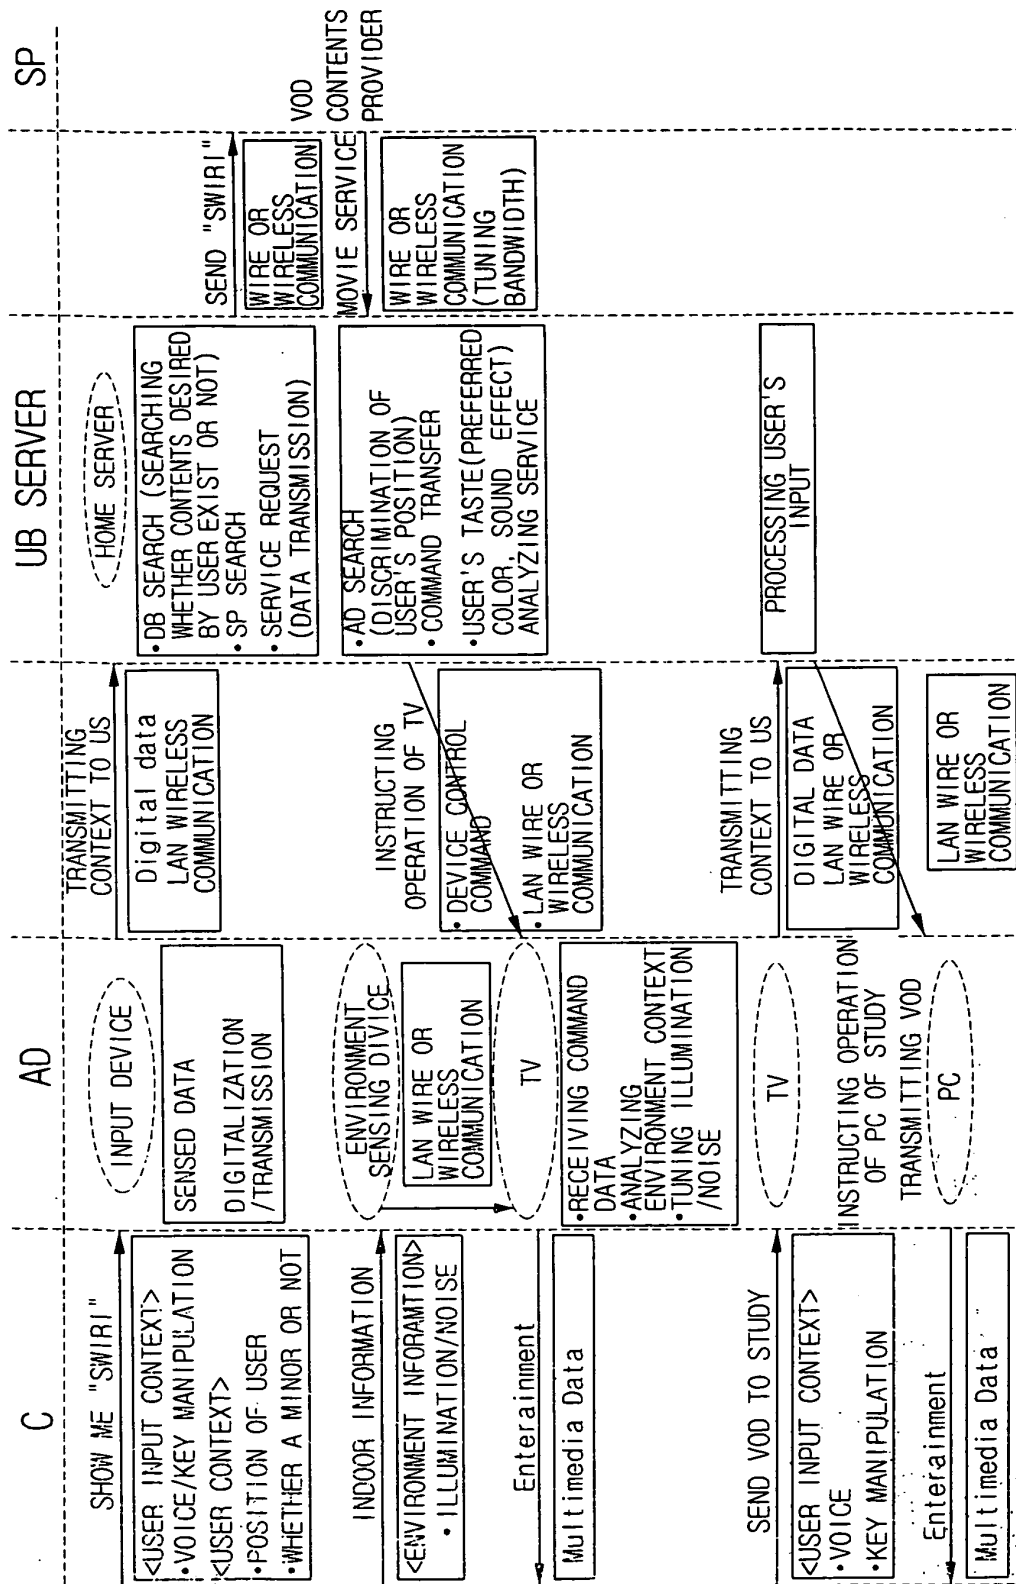 C
AD
UB SERVER
SP
SHOW ME "SWIRI"
<USER INPUT CONTEXT>
•VOICE/KEY MANIPULATION
<USER CONTEXT>
•POSITION OF USER
•WHETHER A MINOR OR NOT
INPUT DEVICE
SENSED DATA
DIGITALIZATION
/TRANSMISSION
TRANSMITTING
CONTEXT TO US
Digital data
LAN WIRELESS
COMMUNICATION
HOME SERVER
•DB SEARCH (SEARCHING
WHETHER CONTENTS DESIRED
BY USER EXIST OR NOT)
•SP SEARCH
•SERVICE REQUEST
(DATA TRANSMISSION)
SEND "SWIRI"
WIRE OR
WIRELESS
COMMUNICATION
VOD
CONTENTS
PROVIDER
INDOOR INFORMATION
<ENVIRONMENT INFORAMTION>
•ILLUMINATION/NOISE
ENVIRONMENT
SENSING DIVICE
LAN WIRE OR
WIRELESS
COMMUNICATION
TV
INSTRUCTING
OPERATION OF TV
•DEVICE CONTROL
COMMAND
•LAN WIRE OR
WIRELESS
COMMUNICATION
•AD SEARCH
(DISCRIMINATION OF
USER'S POSITION)
•COMMAND TRANSFER
•USER'S TASTE(PREFERRED
COLOR, SOUND EFFECT)
ANALYZING SERVICE
MOVIE SERVICE
WIRE OR
WIRELESS
COMMUNICATION
(TUNING
BANDWIDTH)
Enterainment
Multimedia Data
•RECEIVING COMMAND
DATA
•ANALYZING
ENVIRONMENT CONTEXT
•TUNING ILLUMINATION
/NOISE
SEND VOD TO STUDY
<USER INPUT CONTEXT>
•VOICE
•KEY MANIPULATION
TV
TRANSMITTING
CONTEXT TO US
DIGITAL DATA
LAN WIRE OR
WIRELESS
COMMUNICATION
PROCESSING USER'S
INPUT
INSTRUCTING OPERATION
OF PC OF STUDY
TRANSMITTING VOD
PC
LAN WIRE OR
WIRELESS
COMMUNICATION
Enterainment
Multimedia Data